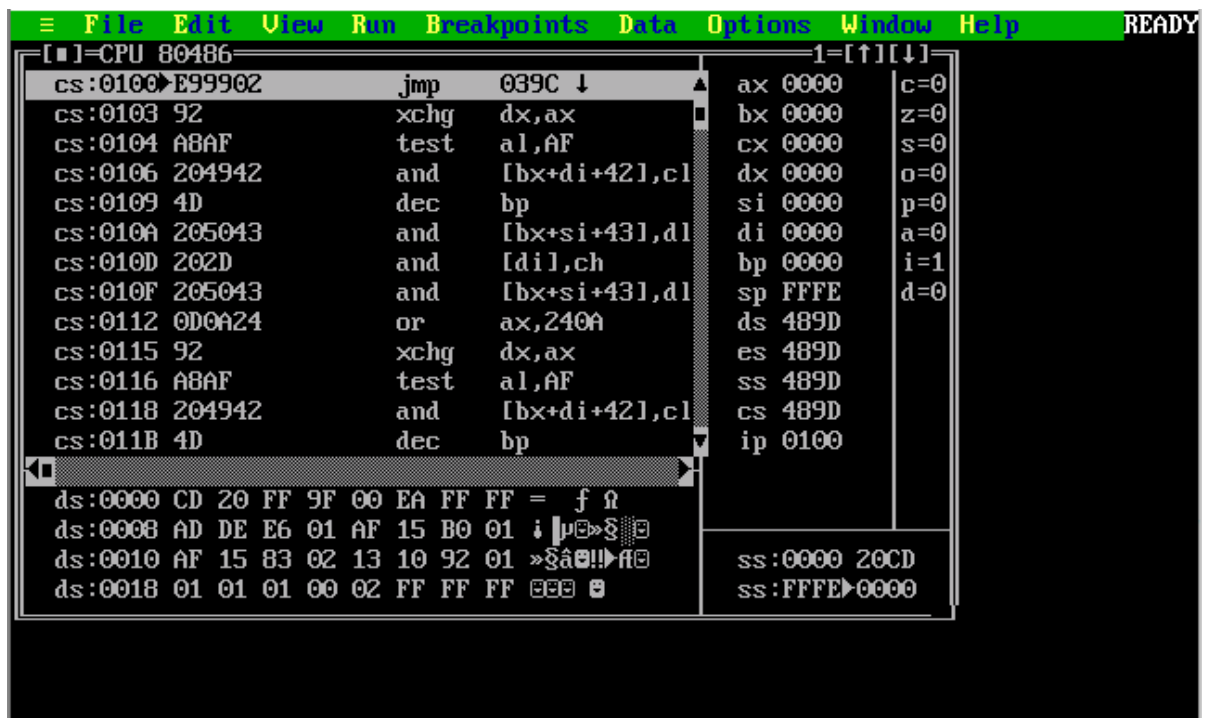 ≡ File Edit View Run Breakpoints Data Options Window Help READY
[■]=CPU 80486 1=[↑][↓]
cs:0100►E99902 jmp 039C ↓ ax 0000 c=0
cs:0103 92 xchg dx,ax bx 0000 z=0
cs:0104 A8AF test al,AF cx 0000 s=0
cs:0106 204942 and [bx+di+42],cl dx 0000 o=0
cs:0109 4D dec bp si 0000 p=0
cs:010A 205043 and [bx+si+43],dl di 0000 a=0
cs:010D 202D and [di],ch bp 0000 i=1
cs:010F 205043 and [bx+si+43],dl sp FFFE d=0
cs:0112 0D0A24 or ax,240A ds 489D
cs:0115 92 xchg dx,ax es 489D
cs:0116 A8AF test al,AF ss 489D
cs:0118 204942 and [bx+di+42],cl cs 489D
cs:011B 4D dec bp ip 0100
ds:0000 CD 20 FF 9F 00 EA FF FF = ƒ Ω
ds:0008 AD DE E6 01 AF 15 B0 01 ¡▐µ☺»§░☺
ds:0010 AF 15 83 02 13 10 92 01 »§â☻‼►Æ☺ ss:0000 20CD
ds:0018 01 01 01 00 02 FF FF FF ☺☺☺ ☻ ss:FFFE►0000